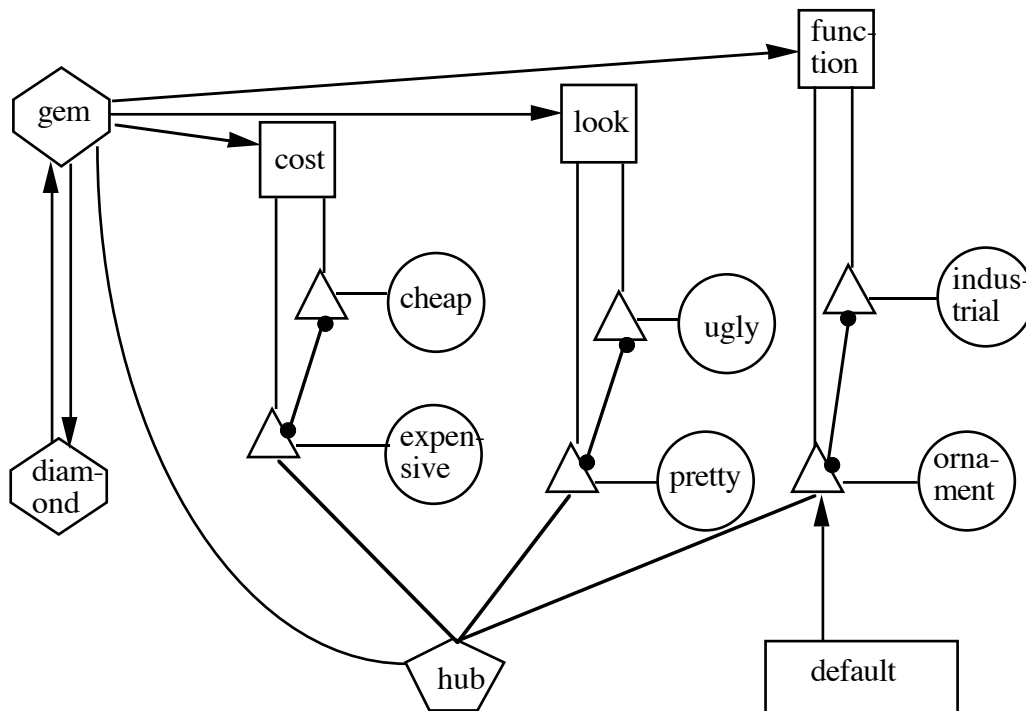 func-
tion
gem
look
cost
cheap
indus-
trial
ugly
expen-
sive
diam-
ond
pretty
orna-
ment
hub
default